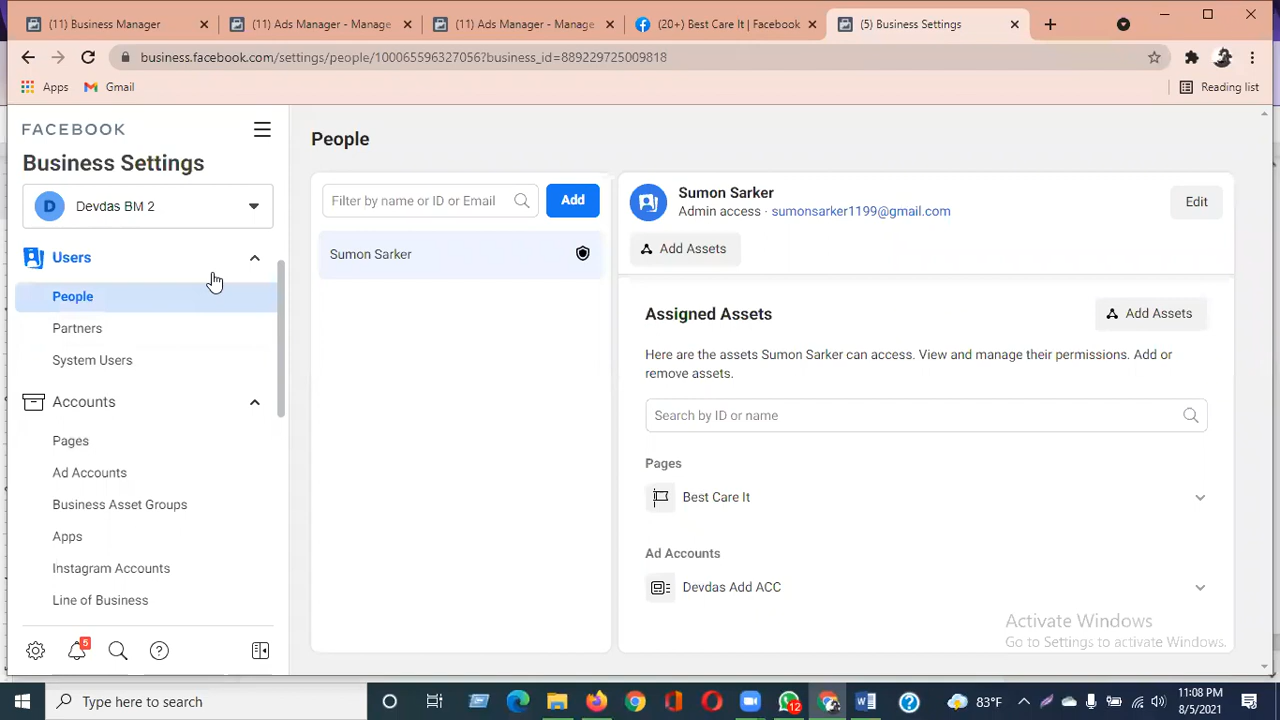 (11) Business Manager
(11) Ads Manager - Manage
(11) Ads Manager - Manage
(20+) Best Care It | Facebook
(5) Business Settings
business.facebook.com/settings/people/100065596327056?business_id=889229725009818
Apps
Gmail
Reading list
FACEBOOK
Business Settings
D
Devdas BM 2
Users
People
Partners
System Users
Accounts
Pages
Ad Accounts
Business Asset Groups
Apps
Instagram Accounts
Line of Business
5
People
Filter by name or ID or Email
Add
Sumon Sarker
Sumon Sarker
Admin access · sumonsarker1199@gmail.com
Edit
Add Assets
Assigned Assets
Add Assets
Here are the assets Sumon Sarker can access. View and manage their permissions. Add or
remove assets.
Search by ID or name
Pages
Best Care It
Ad Accounts
Devdas Add ACC
Activate Windows
Go to Settings to activate Windows.
Type here to search
12
83°F
11:08 PM
8/5/2021